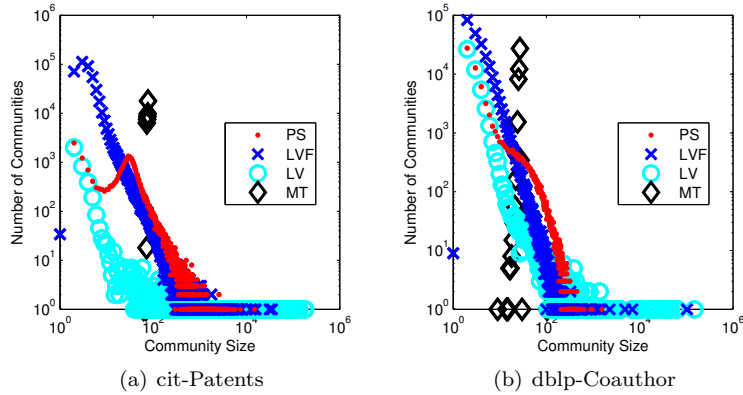 10^6
10^5
10^4
10^3
10^2
10^1
10^0
Number of Communities
PS
LVF
LV
MT
10^0
10^2
10^4
10^6
Community Size
(a) cit-Patents
10^5
10^4
10^3
10^2
10^1
10^0
Number of Communities
PS
LVF
LV
MT
10^0
10^2
10^4
10^6
Community Size
(b) dblp-Coauthor